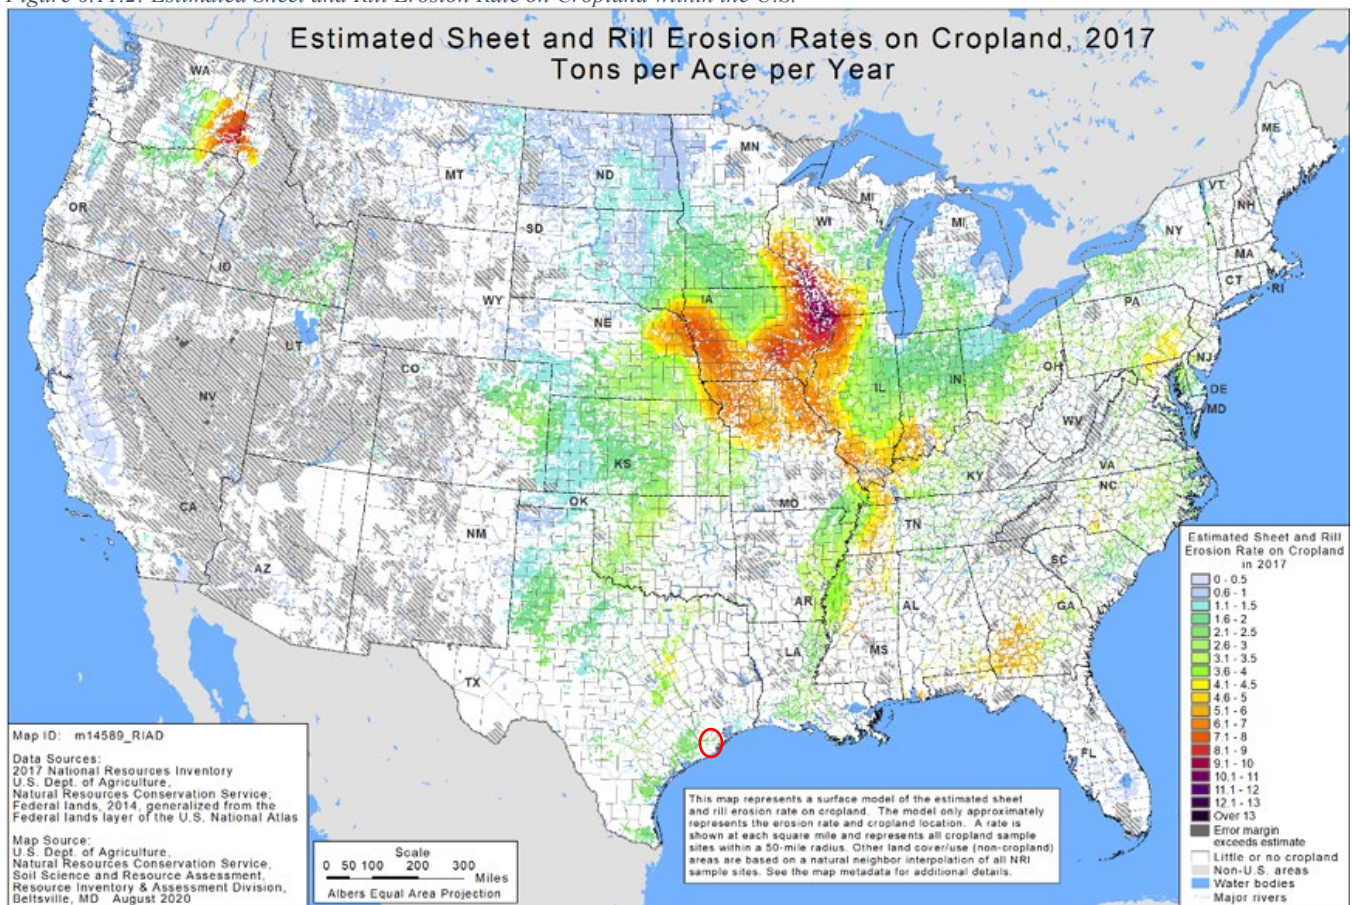 Figure 6.11.2: Estimated Sheet and Rill Erosion Rate on Cropland within the U.S.
Estimated Sheet and Rill Erosion Rates on Cropland, 2017
Tons per Acre per Year
WA
MT
ND
MN
ME
OR
SD
WI
MI
MI
VT
NH
NY
MA
ID
WY
IA
CT
RI
PA
NE
UT
NV
CO
IL
IN
OH
NJ
DE
MD
WV
KS
KY
VA
CA
OK
MO
NC
TN
NM
AZ
SC
AR
AL
GA
LA
MS
TX
FL
Map ID: m14589_RIAD
Data Sources:
2017 National Resources Inventory
U.S. Dept. of Agriculture,
Natural Resources Conservation Service;
Federal lands, 2014, generalized from the
Federal lands layer of the U.S. National Atlas
Map Source:
U.S. Dept. of Agriculture,
Natural Resources Conservation Service,
Soil Science and Resource Assessment,
Resource Inventory & Assessment Division,
Beltsville, MD August 2020
Scale
0 50 100 200 300
Miles
Albers Equal Area Projection
This map represents a surface model of the estimated sheet
and rill erosion rate on cropland. The model only approximately
represents the erosion rate and cropland location. A rate is
shown at each square mile and represents all cropland sample
sites within a 50-mile radius. Other land cover/use (non-cropland)
areas are based on a natural neighbor interpolation of all NRI
sample sites. See the map metadata for additional details.
Estimated Sheet and Rill
Erosion Rate on Cropland
in 2017
0 - 0.5
0.6 - 1
1.1 - 1.5
1.6 - 2
2.1 - 2.5
2.6 - 3
3.1 - 3.5
3.6 - 4
4.1 - 4.5
4.6 - 5
5.1 - 6
6.1 - 7
7.1 - 8
8.1 - 9
9.1 - 10
10.1 - 11
11.1 - 12
12.1 - 13
Over 13
Error margin
exceeds estimate
Little or no cropland
Non-U.S. areas
Water bodies
Major rivers